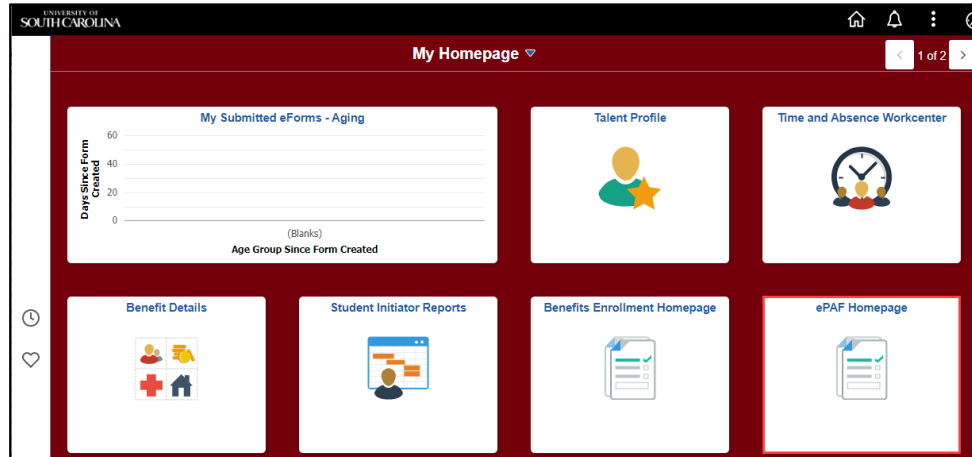 UNIVERSITY OF
SOUTH CAROLINA
My Homepage
1 of 2
My Submitted eForms - Aging
Days Since Form
Created
60
40
20
0
(Blanks)
Age Group Since Form Created
Talent Profile
Time and Absence Workcenter
Benefit Details
Student Initiator Reports
Benefits Enrollment Homepage
ePAF Homepage